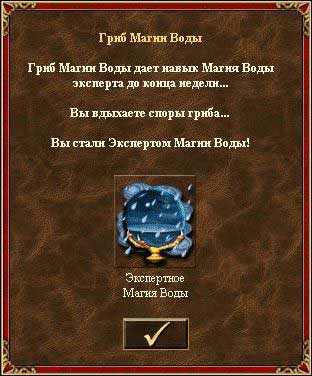 Гриб Магии Воды
Гриб Магии Воды дает навык Магия Воды
эксперта до конца недели...
Вы вдыхаете споры гриба...
Вы стали Экспертом Магии Воды!
Экспертное
Магия Воды